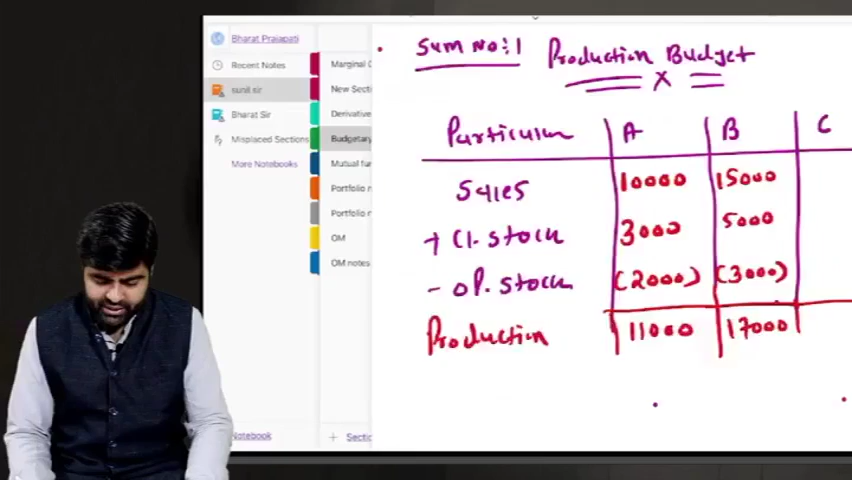 Bharat Prajapati
Recent Notes
sunil sir
Bharat Sir
Misplaced Sections
More Notebooks
Notebook
Marginal C
New Secti
Derivative
Budgetary
Mutual fun
Portfolio n
Portfolio n
OM
OM notes
+ Sectio
Sum No:1 Production Budget
Particular A B C
Sales 10000 15000
+ Cl. stock 3000 5000
- OP. stock (2000) (3000)
Production 11000 17000